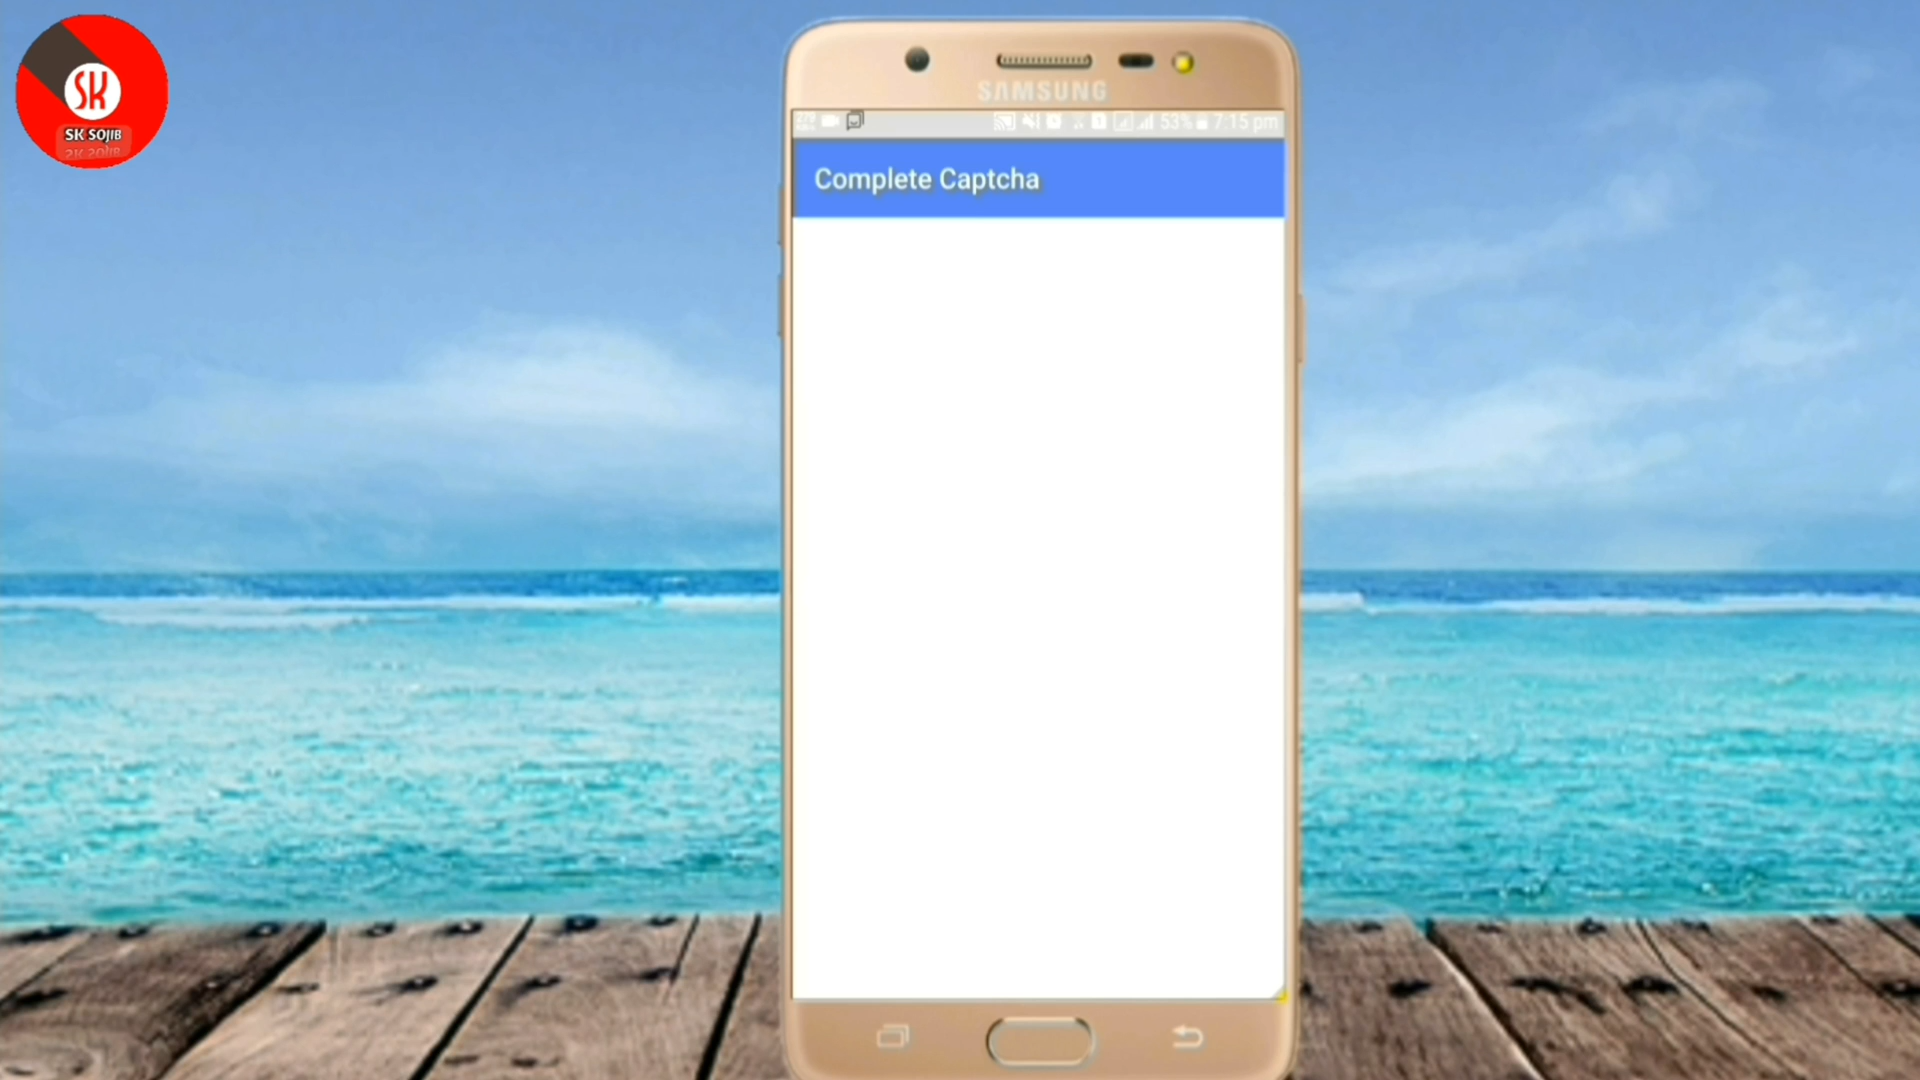 SK
SK SOJIB
SAMSUNG
53% 7:15 pm
Complete Captcha